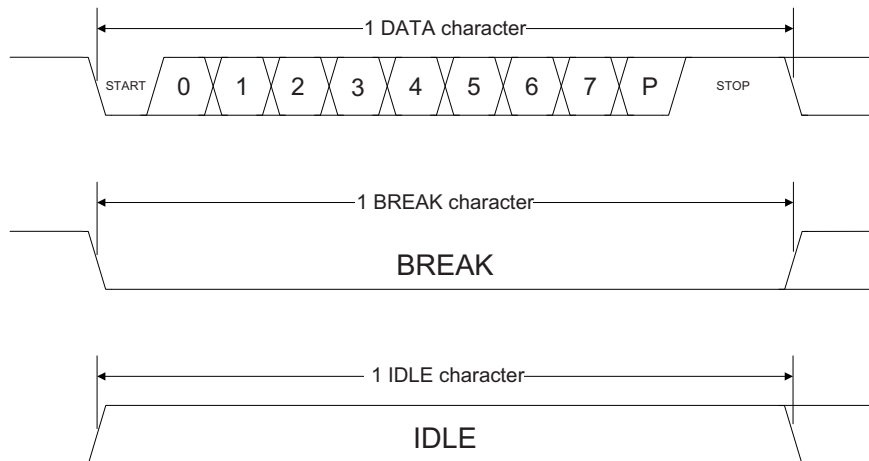 1 DATA character
START 0 1 2 3 4 5 6 7 P STOP
1 BREAK character
BREAK
1 IDLE character
IDLE